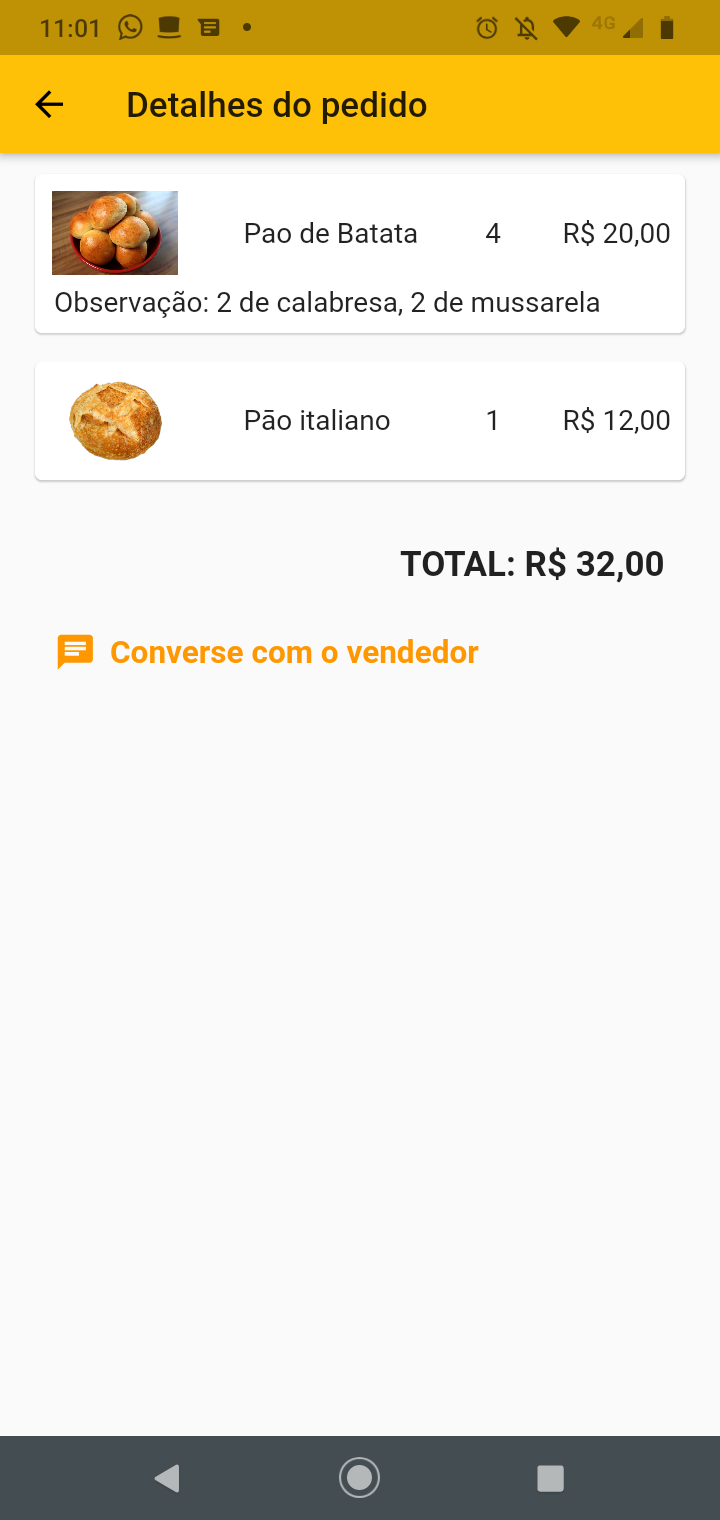 11:01 4G
Detalhes do pedido
Pao de Batata 4 R$ 20,00
Observação: 2 de calabresa, 2 de mussarela
Pão italiano 1 R$ 12,00
TOTAL: R$ 32,00
Converse com o vendedor